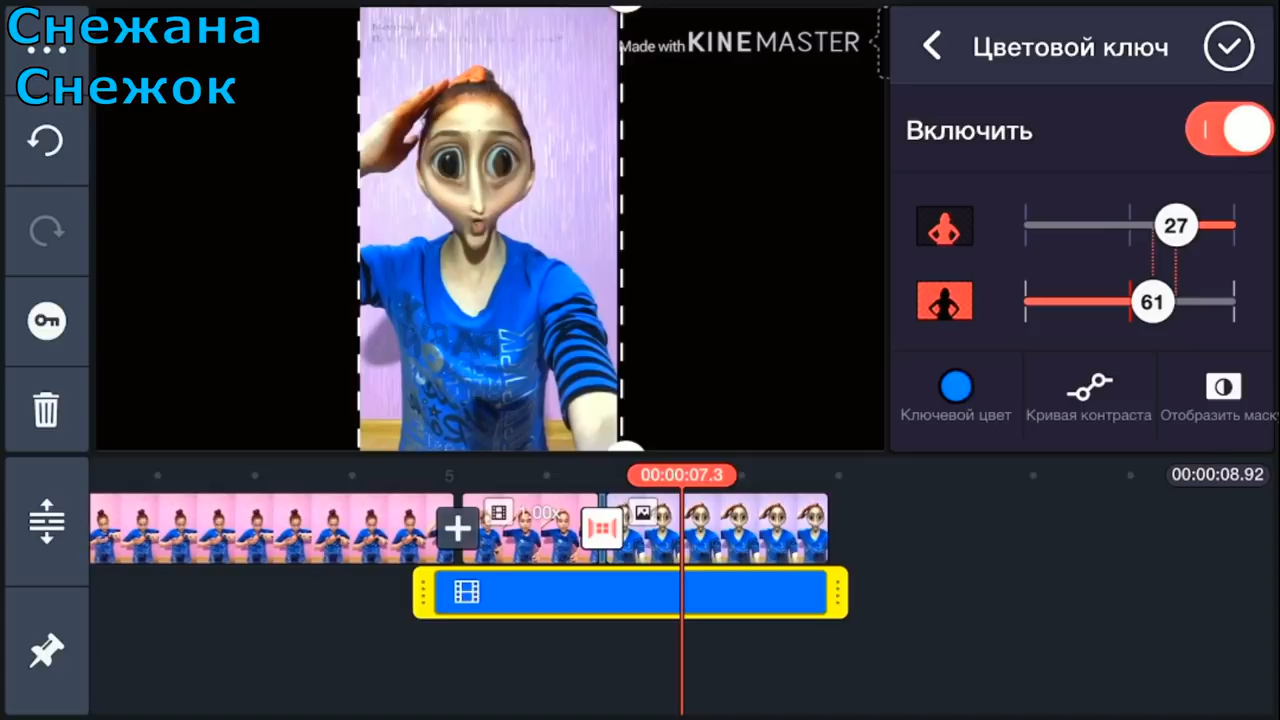 Снежана
Снежок
Made with KINEMASTER
Цветовой ключ
Включить
27
61
Ключевой цвет
Кривая контраста
Отобразить маск
5
00:00:07.3
00:00:08.92
1.00x